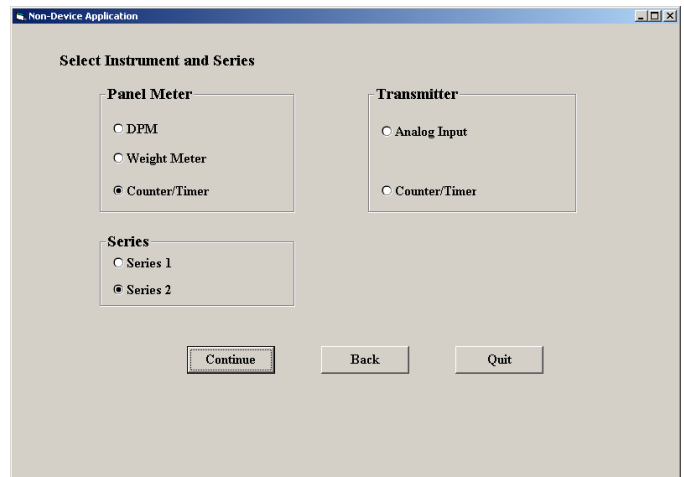 Non-Device Application
Select Instrument and Series
Panel Meter
DPM
Weight Meter
Counter/Timer
Transmitter
Analog Input
Counter/Timer
Series
Series 1
Series 2
Continue
Back
Quit